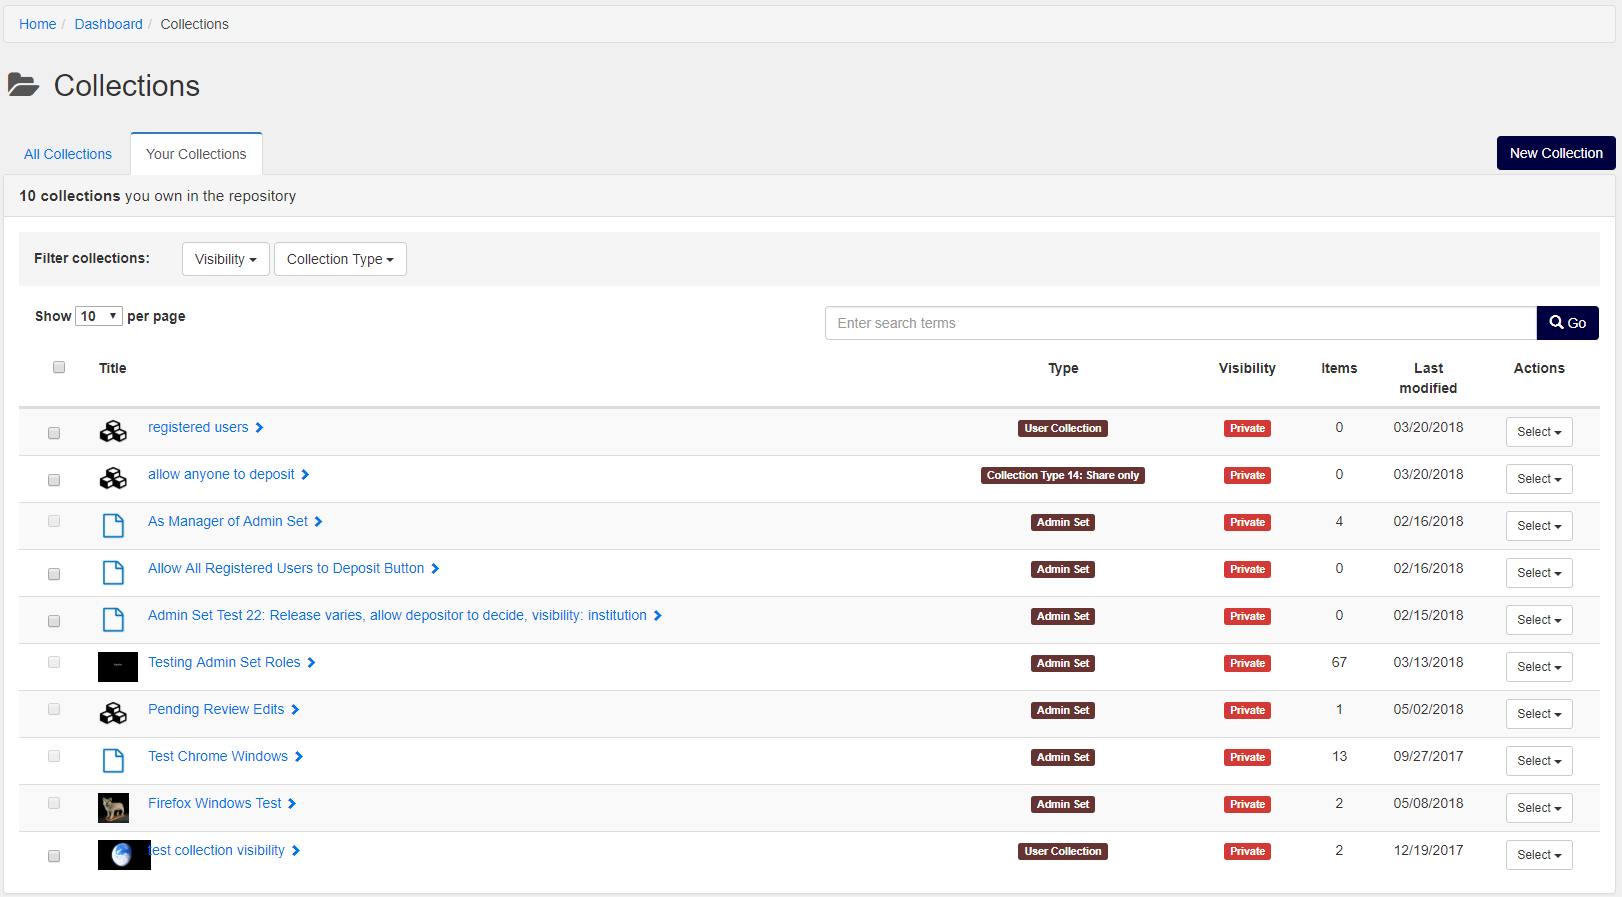 Home / Dashboard / Collections
Collections
All Collections
Your Collections
New Collection
10 collections you own in the repository
Filter collections:
Visibility
Collection Type
Show 10 per page
Enter search terms
Go
Title Type Visibility Items Last modified Actions
registered users User Collection Private 0 03/20/2018 Select
allow anyone to deposit Collection Type 14: Share only Private 0 03/20/2018 Select
As Manager of Admin Set Admin Set Private 4 02/16/2018 Select
Allow All Registered Users to Deposit Button Admin Set Private 0 02/16/2018 Select
Admin Set Test 22: Release varies, allow depositor to decide, visibility: institution Admin Set Private 0 02/15/2018 Select
Testing Admin Set Roles Admin Set Private 67 03/13/2018 Select
Pending Review Edits Admin Set Private 1 05/02/2018 Select
Test Chrome Windows Admin Set Private 13 09/27/2017 Select
Firefox Windows Test Admin Set Private 2 05/08/2018 Select
test collection visibility User Collection Private 2 12/19/2017 Select